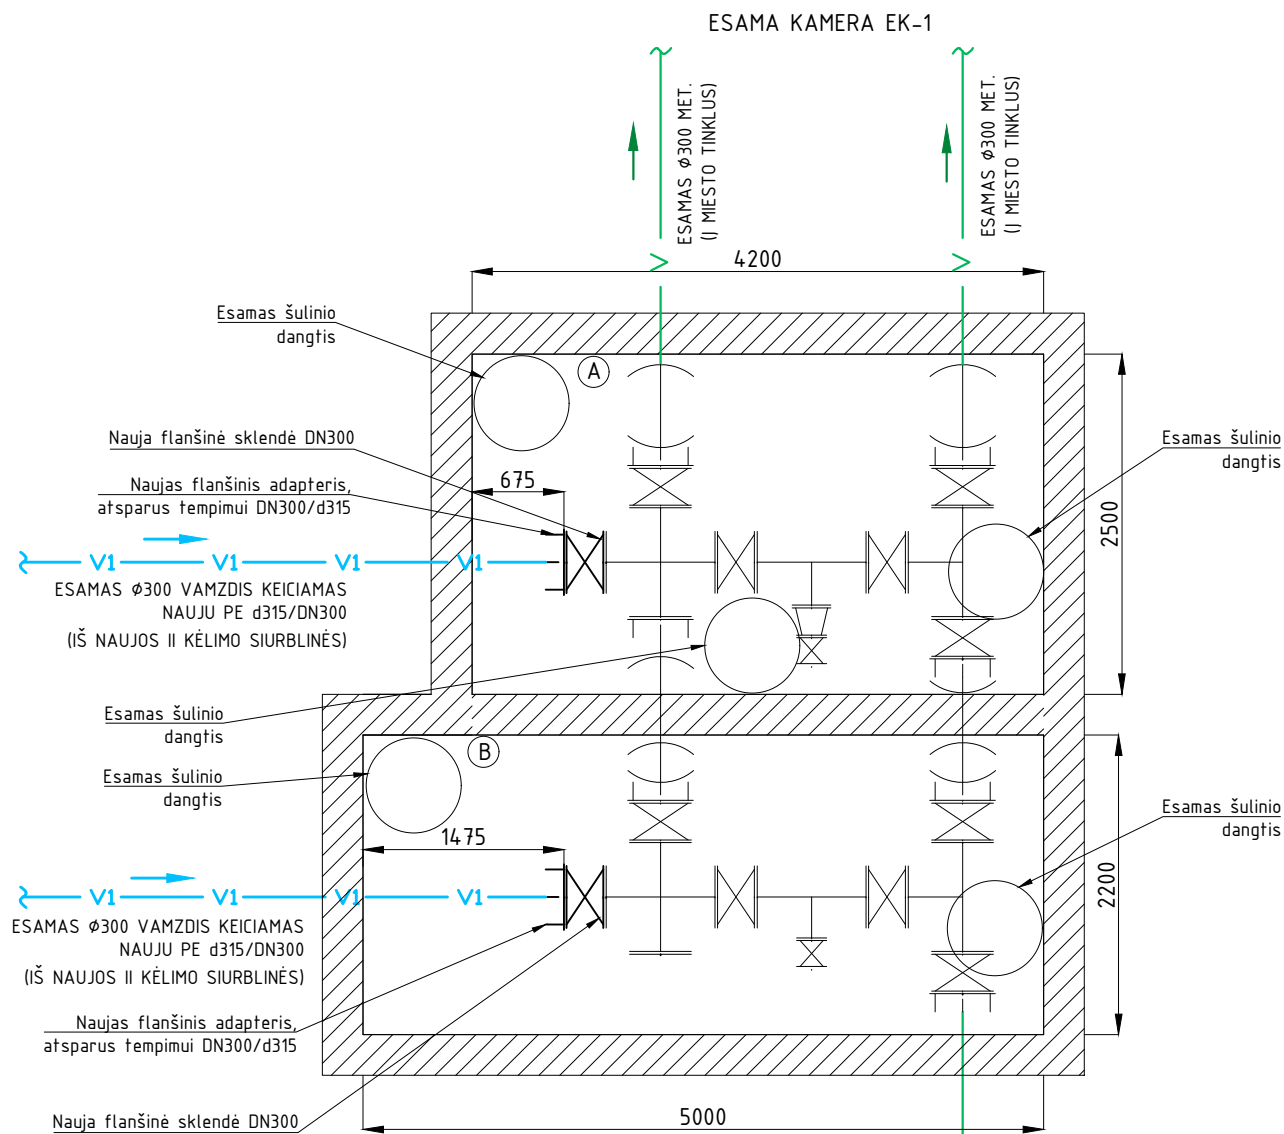 ESAMA KAMERA EK-1
ESAMAS Ø300 MET.
(Į MIESTO TINKLUS)
ESAMAS Ø300 MET.
(Į MIESTO TINKLUS)
4200
Esamas šulinio
dangtis
A
Nauja flanšinė sklendė DN300
Esamas šulinio
dangtis
Naujas flanšinis adapteris,
atsparus tempimui DN300/d315
675
2500
V1 V1 V1 V1
ESAMAS Ø300 VAMZDIS KEICIAMAS
NAUJU PE d315/DN300
(IŠ NAUJOS II KĖLIMO SIURBLINĖS)
Esamas šulinio
dangtis
B
Esamas šulinio
dangtis
Esamas šulinio
dangtis
1475
2200
V1 V1 V1 V1
ESAMAS Ø300 VAMZDIS KEICIAMAS
NAUJU PE d315/DN300
(IŠ NAUJOS II KĖLIMO SIURBLINĖS)
Naujas flanšinis adapteris,
atsparus tempimui DN300/d315
Nauja flanšinė sklendė DN300
5000